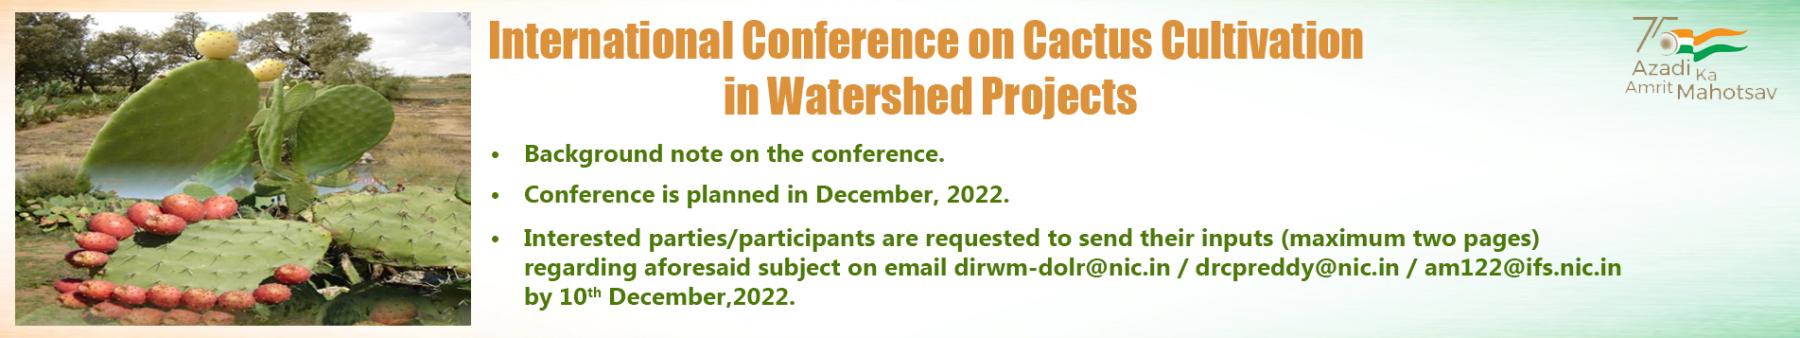 International Conference on Cactus Cultivation
in Watershed Projects
• Background note on the conference.
• Conference is planned in December, 2022.
• Interested parties/participants are requested to send their inputs (maximum two pages)
regarding aforesaid subject on email dirwm-dolr@nic.in / drcpreddy@nic.in / am122@ifs.nic.in
by 10th December,2022.
75
Azadi Ka
Amrit Mahotsav